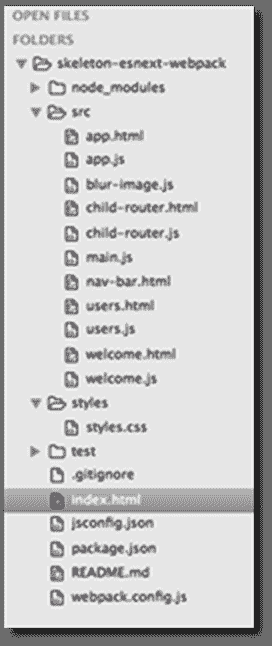 OPEN FILES
FOLDERS
skeleton-esnext-webpack
node_modules
src
app.html
app.js
blur-image.js
child-router.html
child-router.js
main.js
nav-bar.html
users.html
users.js
welcome.html
welcome.js
styles
styles.css
test
.gitignore
index.html
jsconfig.json
package.json
README.md
webpack.config.js